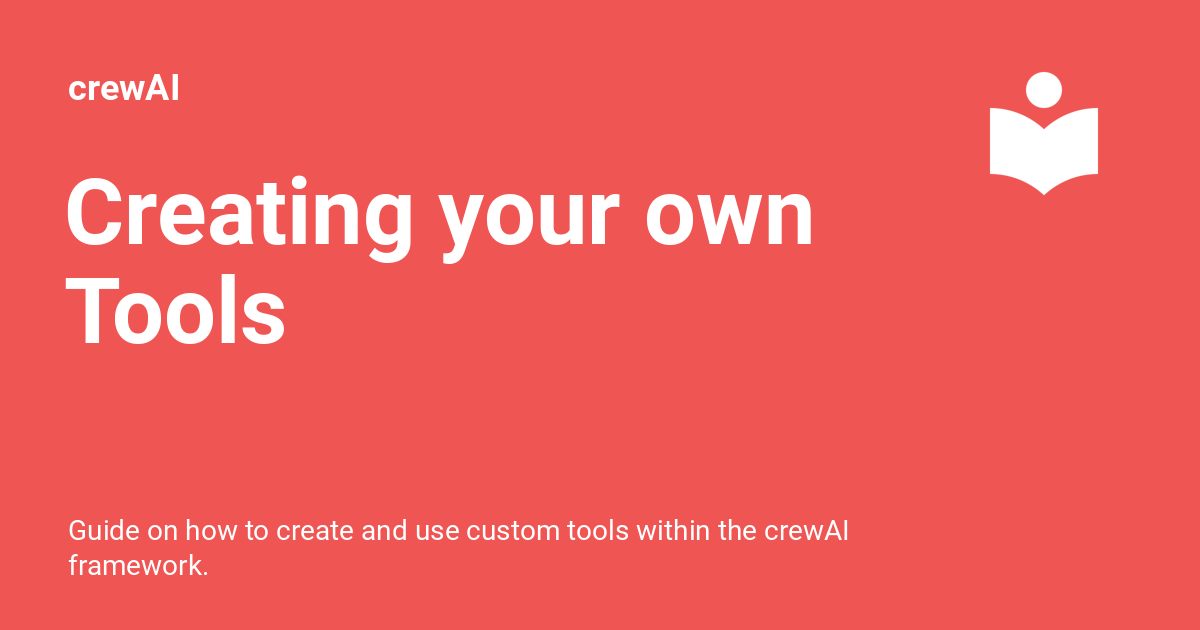 crewAI
Creating your own
Tools
Guide on how to create and use custom tools within the crewAI
framework.